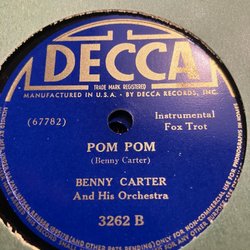 DECCA
TRADE MARK REGISTERED
MANUFACTURED IN U.S.A. - BY DECCA RECORDS, INC.
(67782)
Instrumental
Fox Trot
POM POM
(Benny Carter)
BENNY CARTER
And His Orchestra
3262 B